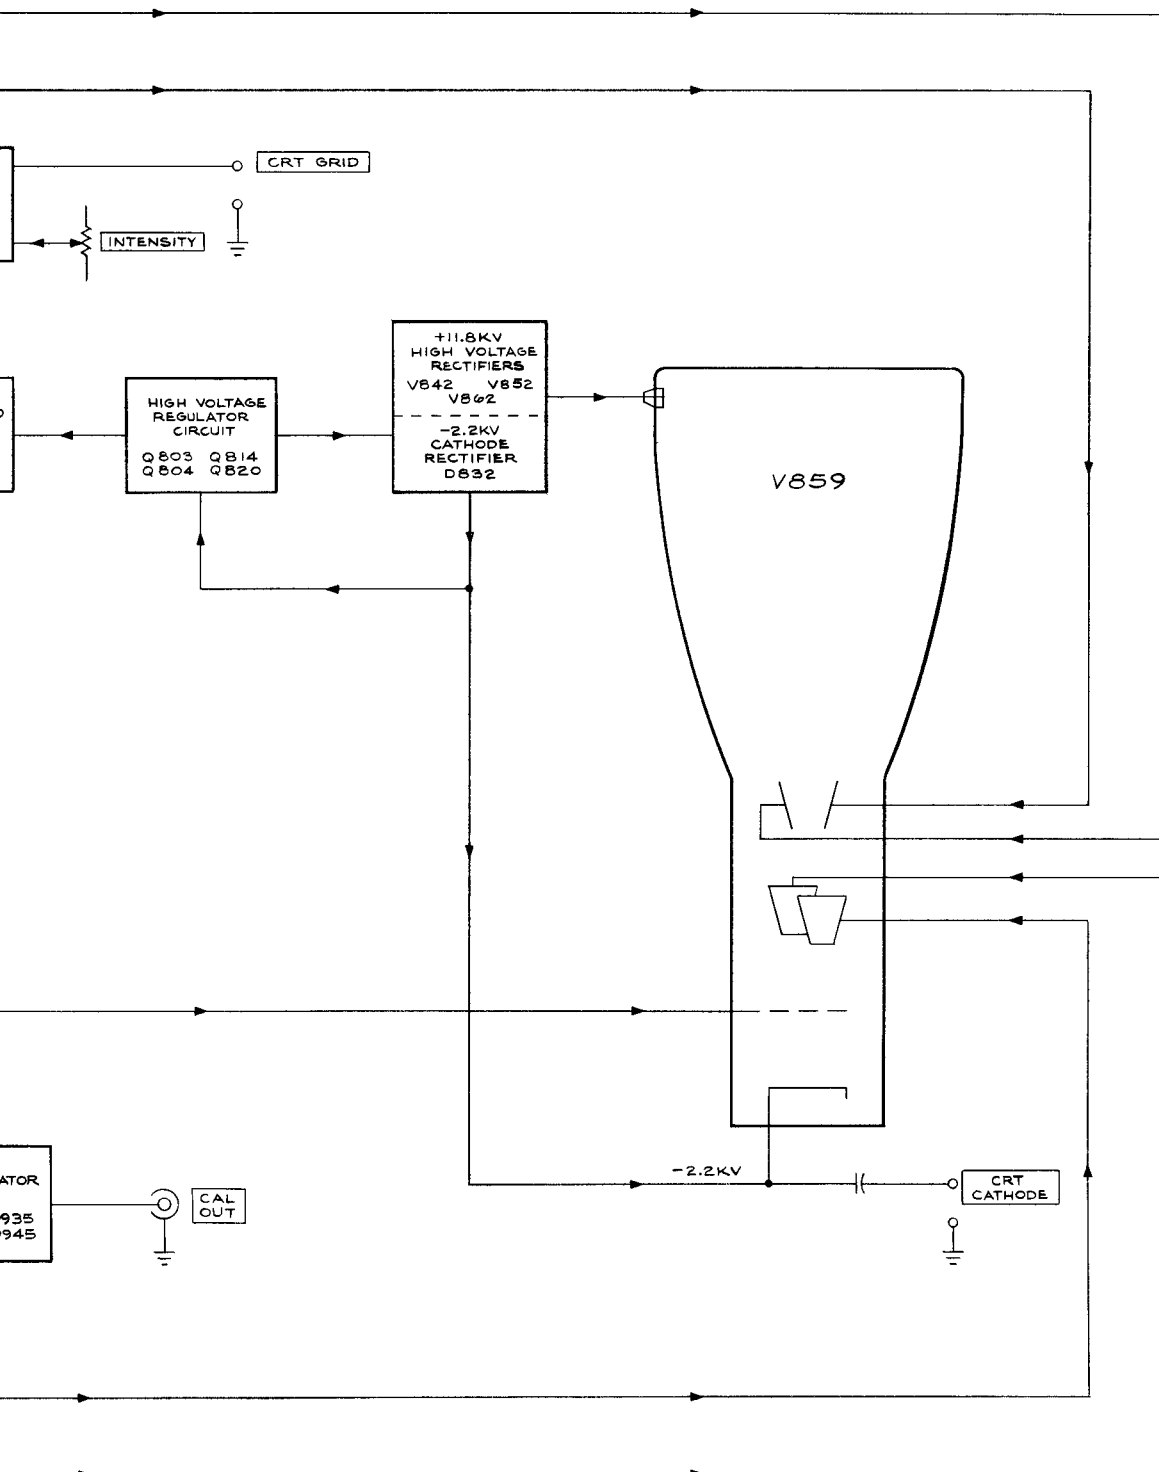 CRT GRID
INTENSITY
+11.8KV
HIGH VOLTAGE
RECTIFIERS
V842 V852
V862
-2.2KV
CATHODE
RECTIFIER
D832
HIGH VOLTAGE
REGULATOR
CIRCUIT
Q803 Q814
Q804 Q820
V859
-2.2KV
CRT
CATHODE
ATOR
935
945
CAL
OUT